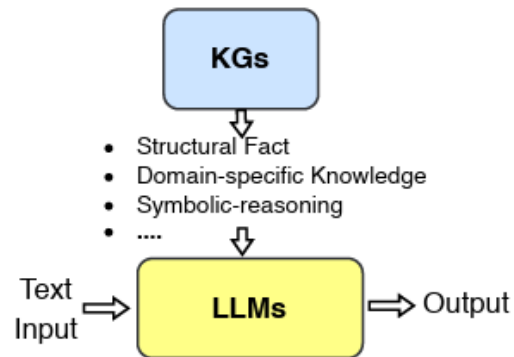 KGs
• Structural Fact
• Domain-specific Knowledge
• Symbolic-reasoning
• ....
Text
Input
LLMs
Output